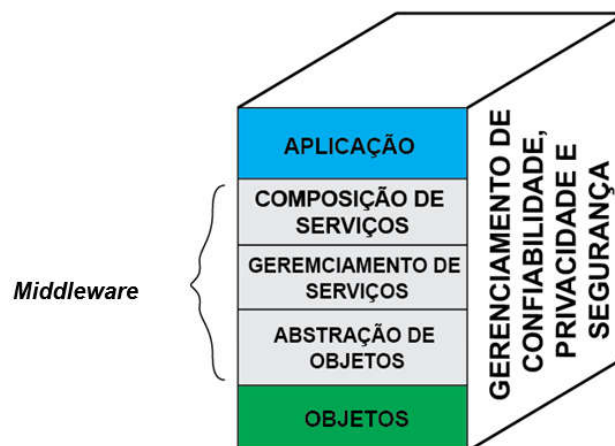 APLICAÇÃO
COMPOSIÇÃO DE
SERVIÇOS
GEREMCIAMENTO DE
SERVIÇOS
ABSTRAÇÃO DE
OBJETOS
OBJETOS
Middleware
GERENCIAMENTO DE
CONFIABILIDADE,
PRIVACIDADE E
SEGURANÇA